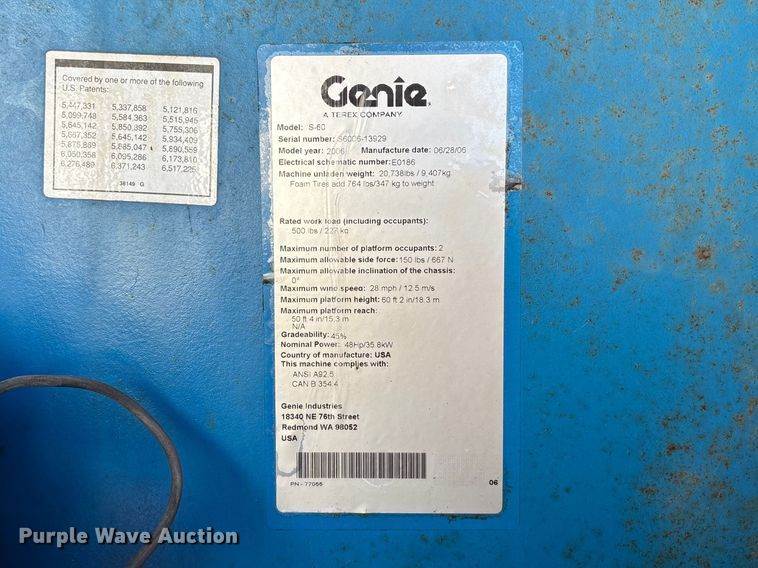 Covered by one or more of the following
U.S. Patents:
5,447,331 5,337,858 5,121,816
5,099,748 5,584,363 5,515,945
5,645,142 5,850,392 5,755,306
5,667,352 5,645,142 5,934,409
5,875,869 5,885,047 5,890,559
6,050,358 6,095,286 6,173,810
6,276,489 6,371,243 6,517,225
38149 G
Genie
A TEREX COMPANY
Model: S-60
Serial number: S6006-13929
Model year: 2006 Manufacture date: 06/28/06
Electrical schematic number: E0186
Machine unladen weight: 20,738lbs / 9,407kg
Foam Tires add 764 lbs/347 kg to weight
Rated work load (including occupants):
500 lbs / 227 kg
Maximum number of platform occupants: 2
Maximum allowable side force: 150 lbs / 667 N
Maximum allowable inclination of the chassis:
0°
Maximum wind speed: 28 mph / 12.5 m/s
Maximum platform height: 60 ft 2 in/18.3 m
Maximum platform reach:
50 ft 4 in/15.3 m
N/A
Gradeability: 45%
Nominal Power: 48Hp/35.8kW
Country of manufacture: USA
This machine complies with:
ANSI A92.5
CAN B 354.4
Genie Industries
18340 NE 76th Street
Redmond WA 98052
USA
PN - 77055 06
Purple Wave Auction